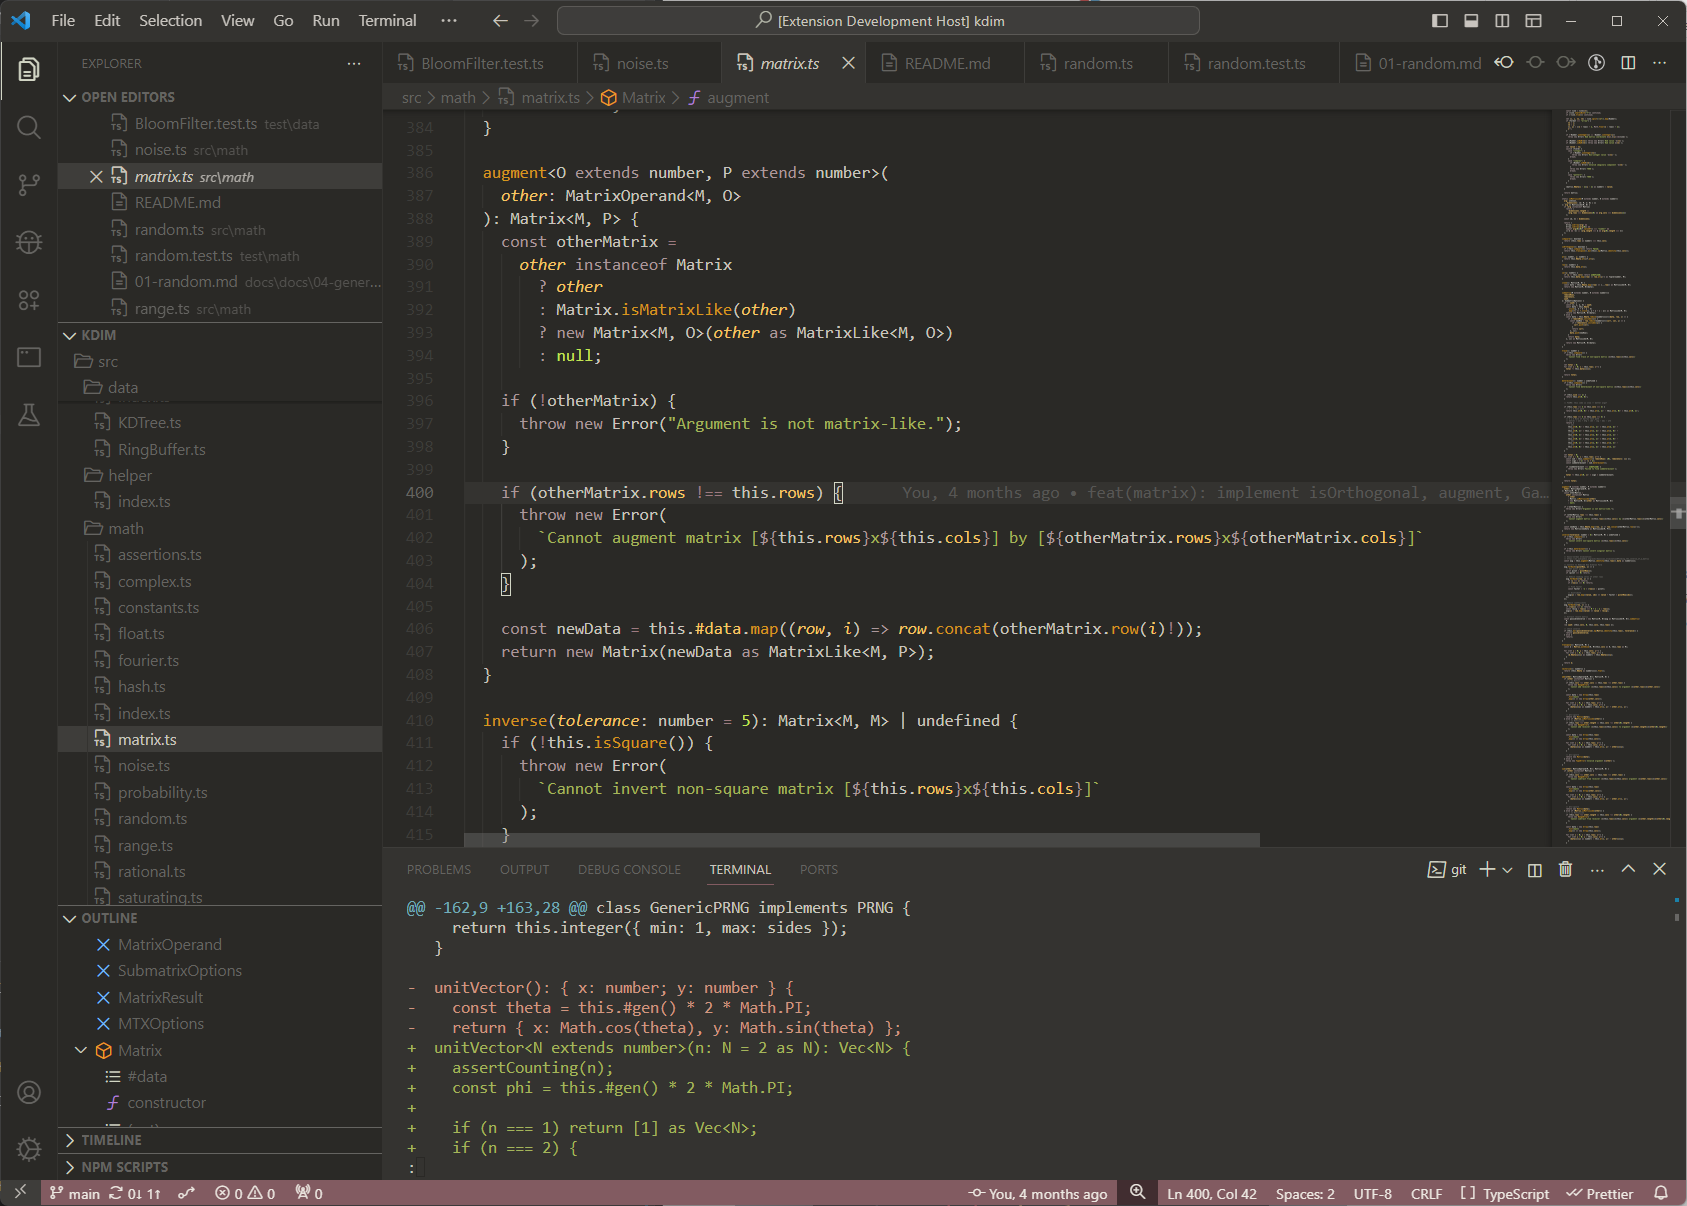 File Edit Selection View Go Run Terminal ···
[Extension Development Host] kdim
EXPLORER
OPEN EDITORS
BloomFilter.test.ts test\data
noise.ts src\math
matrix.ts src\math
README.md
random.ts src\math
random.test.ts test\math
01-random.md docs\docs\04-gener...
range.ts src\math
KDIM
src
data
KDTree.ts
RingBuffer.ts
helper
index.ts
math
assertions.ts
complex.ts
constants.ts
float.ts
fourier.ts
hash.ts
index.ts
matrix.ts
noise.ts
probability.ts
random.ts
range.ts
rational.ts
saturating.ts
OUTLINE
MatrixOperand
SubmatrixOptions
MatrixResult
MTXOptions
Matrix
#data
constructor
TIMELINE
NPM SCRIPTS
BloomFilter.test.ts noise.ts matrix.ts README.md random.ts random.test.ts 01-random.md
src > math > matrix.ts > Matrix > augment
384 }
385
386 augment<O extends number, P extends number>(
387 other: MatrixOperand<M, O>
388 ): Matrix<M, P> {
389 const otherMatrix =
390 other instanceof Matrix
391 ? other
392 : Matrix.isMatrixLike(other)
393 ? new Matrix<M, O>(other as MatrixLike<M, O>)
394 : null;
395
396 if (!otherMatrix) {
397 throw new Error("Argument is not matrix-like.");
398 }
399
400 if (otherMatrix.rows !== this.rows) { You, 4 months ago • feat(matrix): implement isOrthogonal, augment, Ga…
401 throw new Error(
402 `Cannot augment matrix [${this.rows}x${this.cols}] by [${otherMatrix.rows}x${otherMatrix.cols}]`
403 );
404 }
405
406 const newData = this.#data.map((row, i) => row.concat(otherMatrix.row(i)!));
407 return new Matrix(newData as MatrixLike<M, P>);
408 }
409
410 inverse(tolerance: number = 5): Matrix<M, M> | undefined {
411 if (!this.isSquare()) {
412 throw new Error(
413 `Cannot invert non-square matrix [${this.rows}x${this.cols}]`
414 );
415 }
PROBLEMS OUTPUT DEBUG CONSOLE TERMINAL PORTS
git
@@ -162,9 +163,28 @@ class GenericPRNG implements PRNG {
return this.integer({ min: 1, max: sides });
}
- unitVector(): { x: number; y: number } {
- const theta = this.#gen() * 2 * Math.PI;
- return { x: Math.cos(theta), y: Math.sin(theta) };
+ unitVector<N extends number>(n: N = 2 as N): Vec<N> {
+ assertCounting(n);
+ const phi = this.#gen() * 2 * Math.PI;
+
+ if (n === 1) return [1] as Vec<N>;
+ if (n === 2) {
:
main 0↓ 1↑ 0 0 0 You, 4 months ago Ln 400, Col 42 Spaces: 2 UTF-8 CRLF [ ] TypeScript Prettier